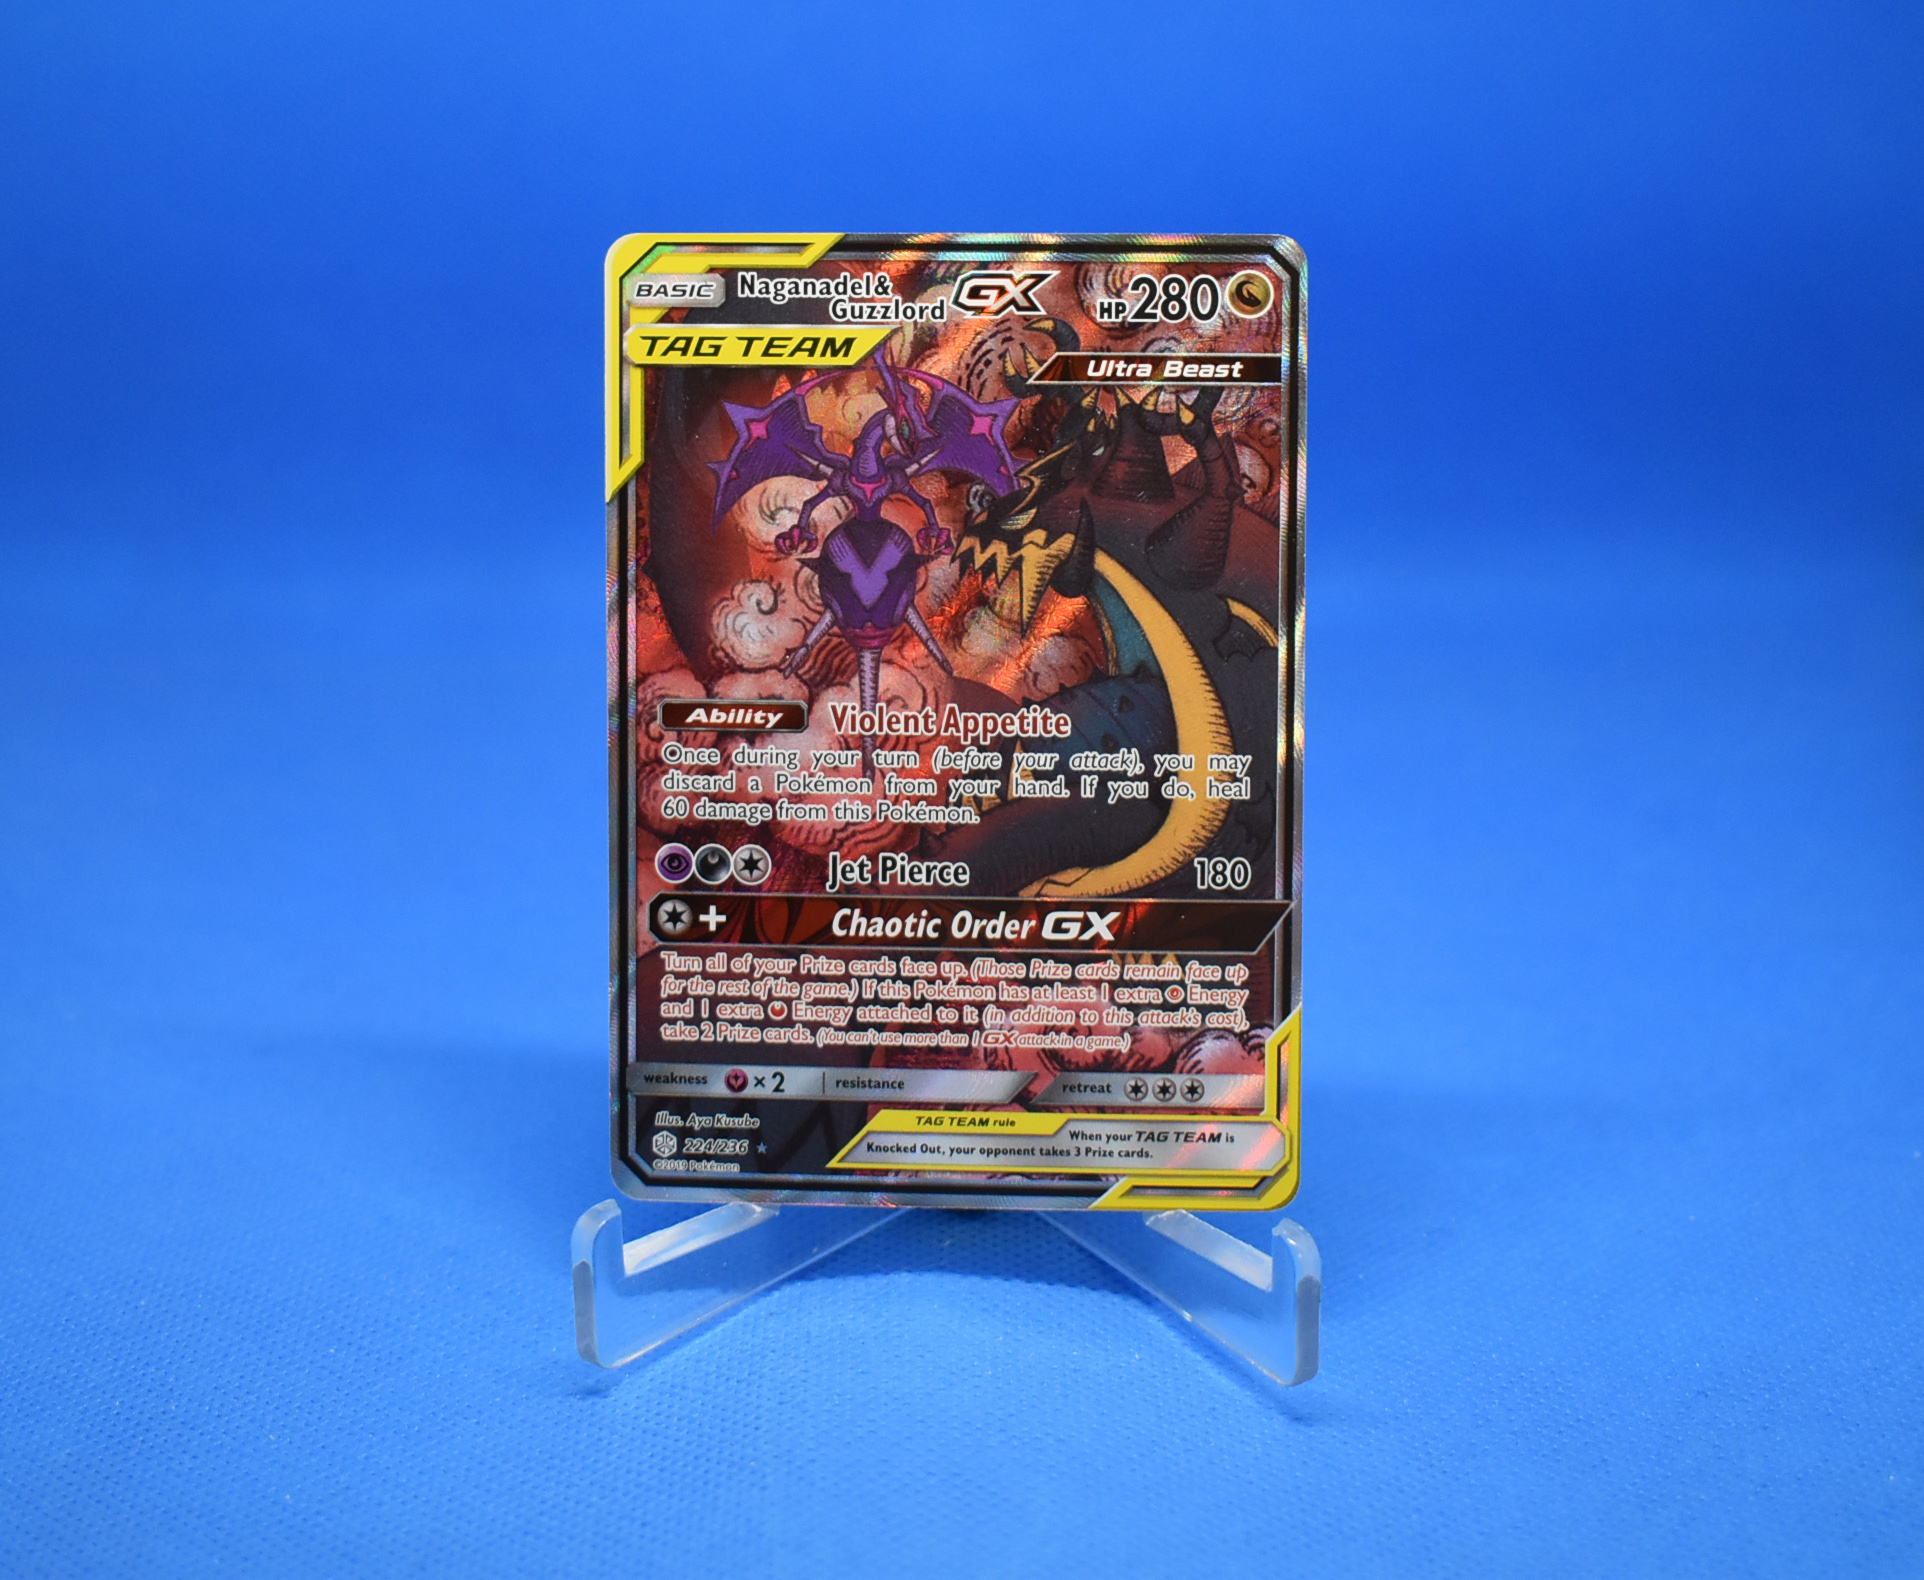 BASIC Naganadel& GX HP 280
Guzzlord
TAG TEAM
Ultra Beast
Ability Violent Appetite
Once during your turn (before your attack), you may
discard a Pokémon from your hand. If you do, heal
60 damage from this Pokémon.
Jet Pierce 180
+ Chaotic Order GX
Turn all of your Prize cards face up. (Those Prize cards remain face up
for the rest of the game.) If this Pokémon has at least 1 extra Energy
and 1 extra Energy attached to it (in addition to this attack's cost),
take 2 Prize cards. (You can't use more than 1 GX attack in a game.)
weakness ×2 resistance retreat
Illus. Aya Kusube
224/236
©2019 Pokémon
TAG TEAM rule When your TAG TEAM is
Knocked Out, your opponent takes 3 Prize cards.